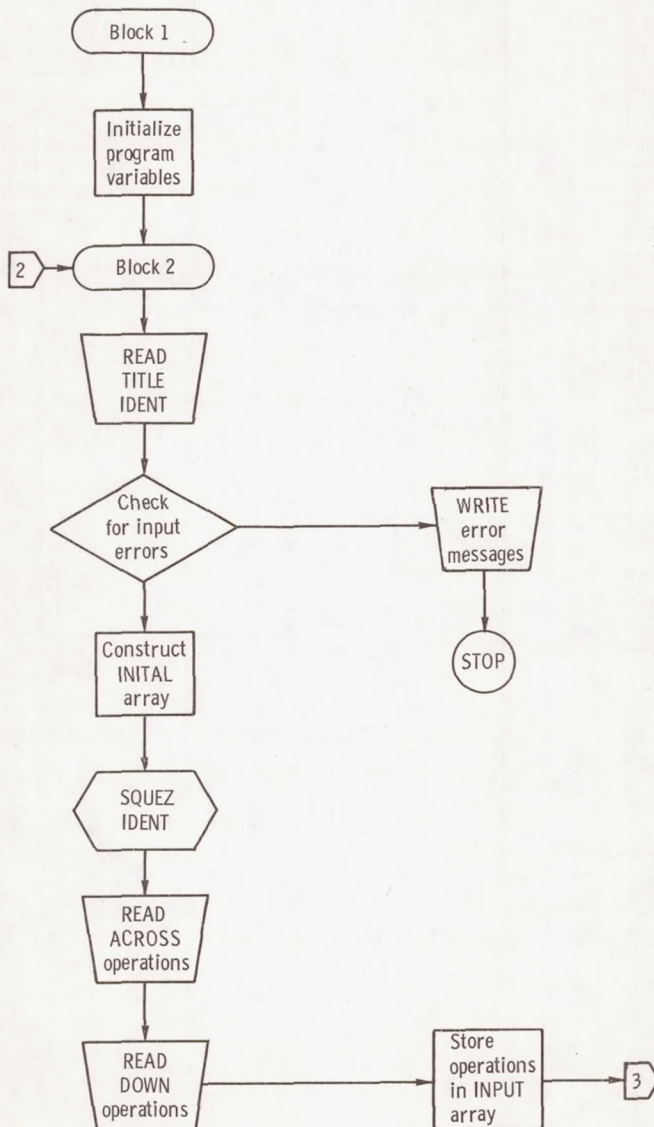 Block 1
Initialize
program
variables
2
Block 2
READ
TITLE
IDENT
Check
for input
errors
WRITE
error
messages
STOP
Construct
INITAL
array
SQUEZ
IDENT
READ
ACROSS
operations
READ
DOWN
operations
Store
operations
in INPUT
array
3